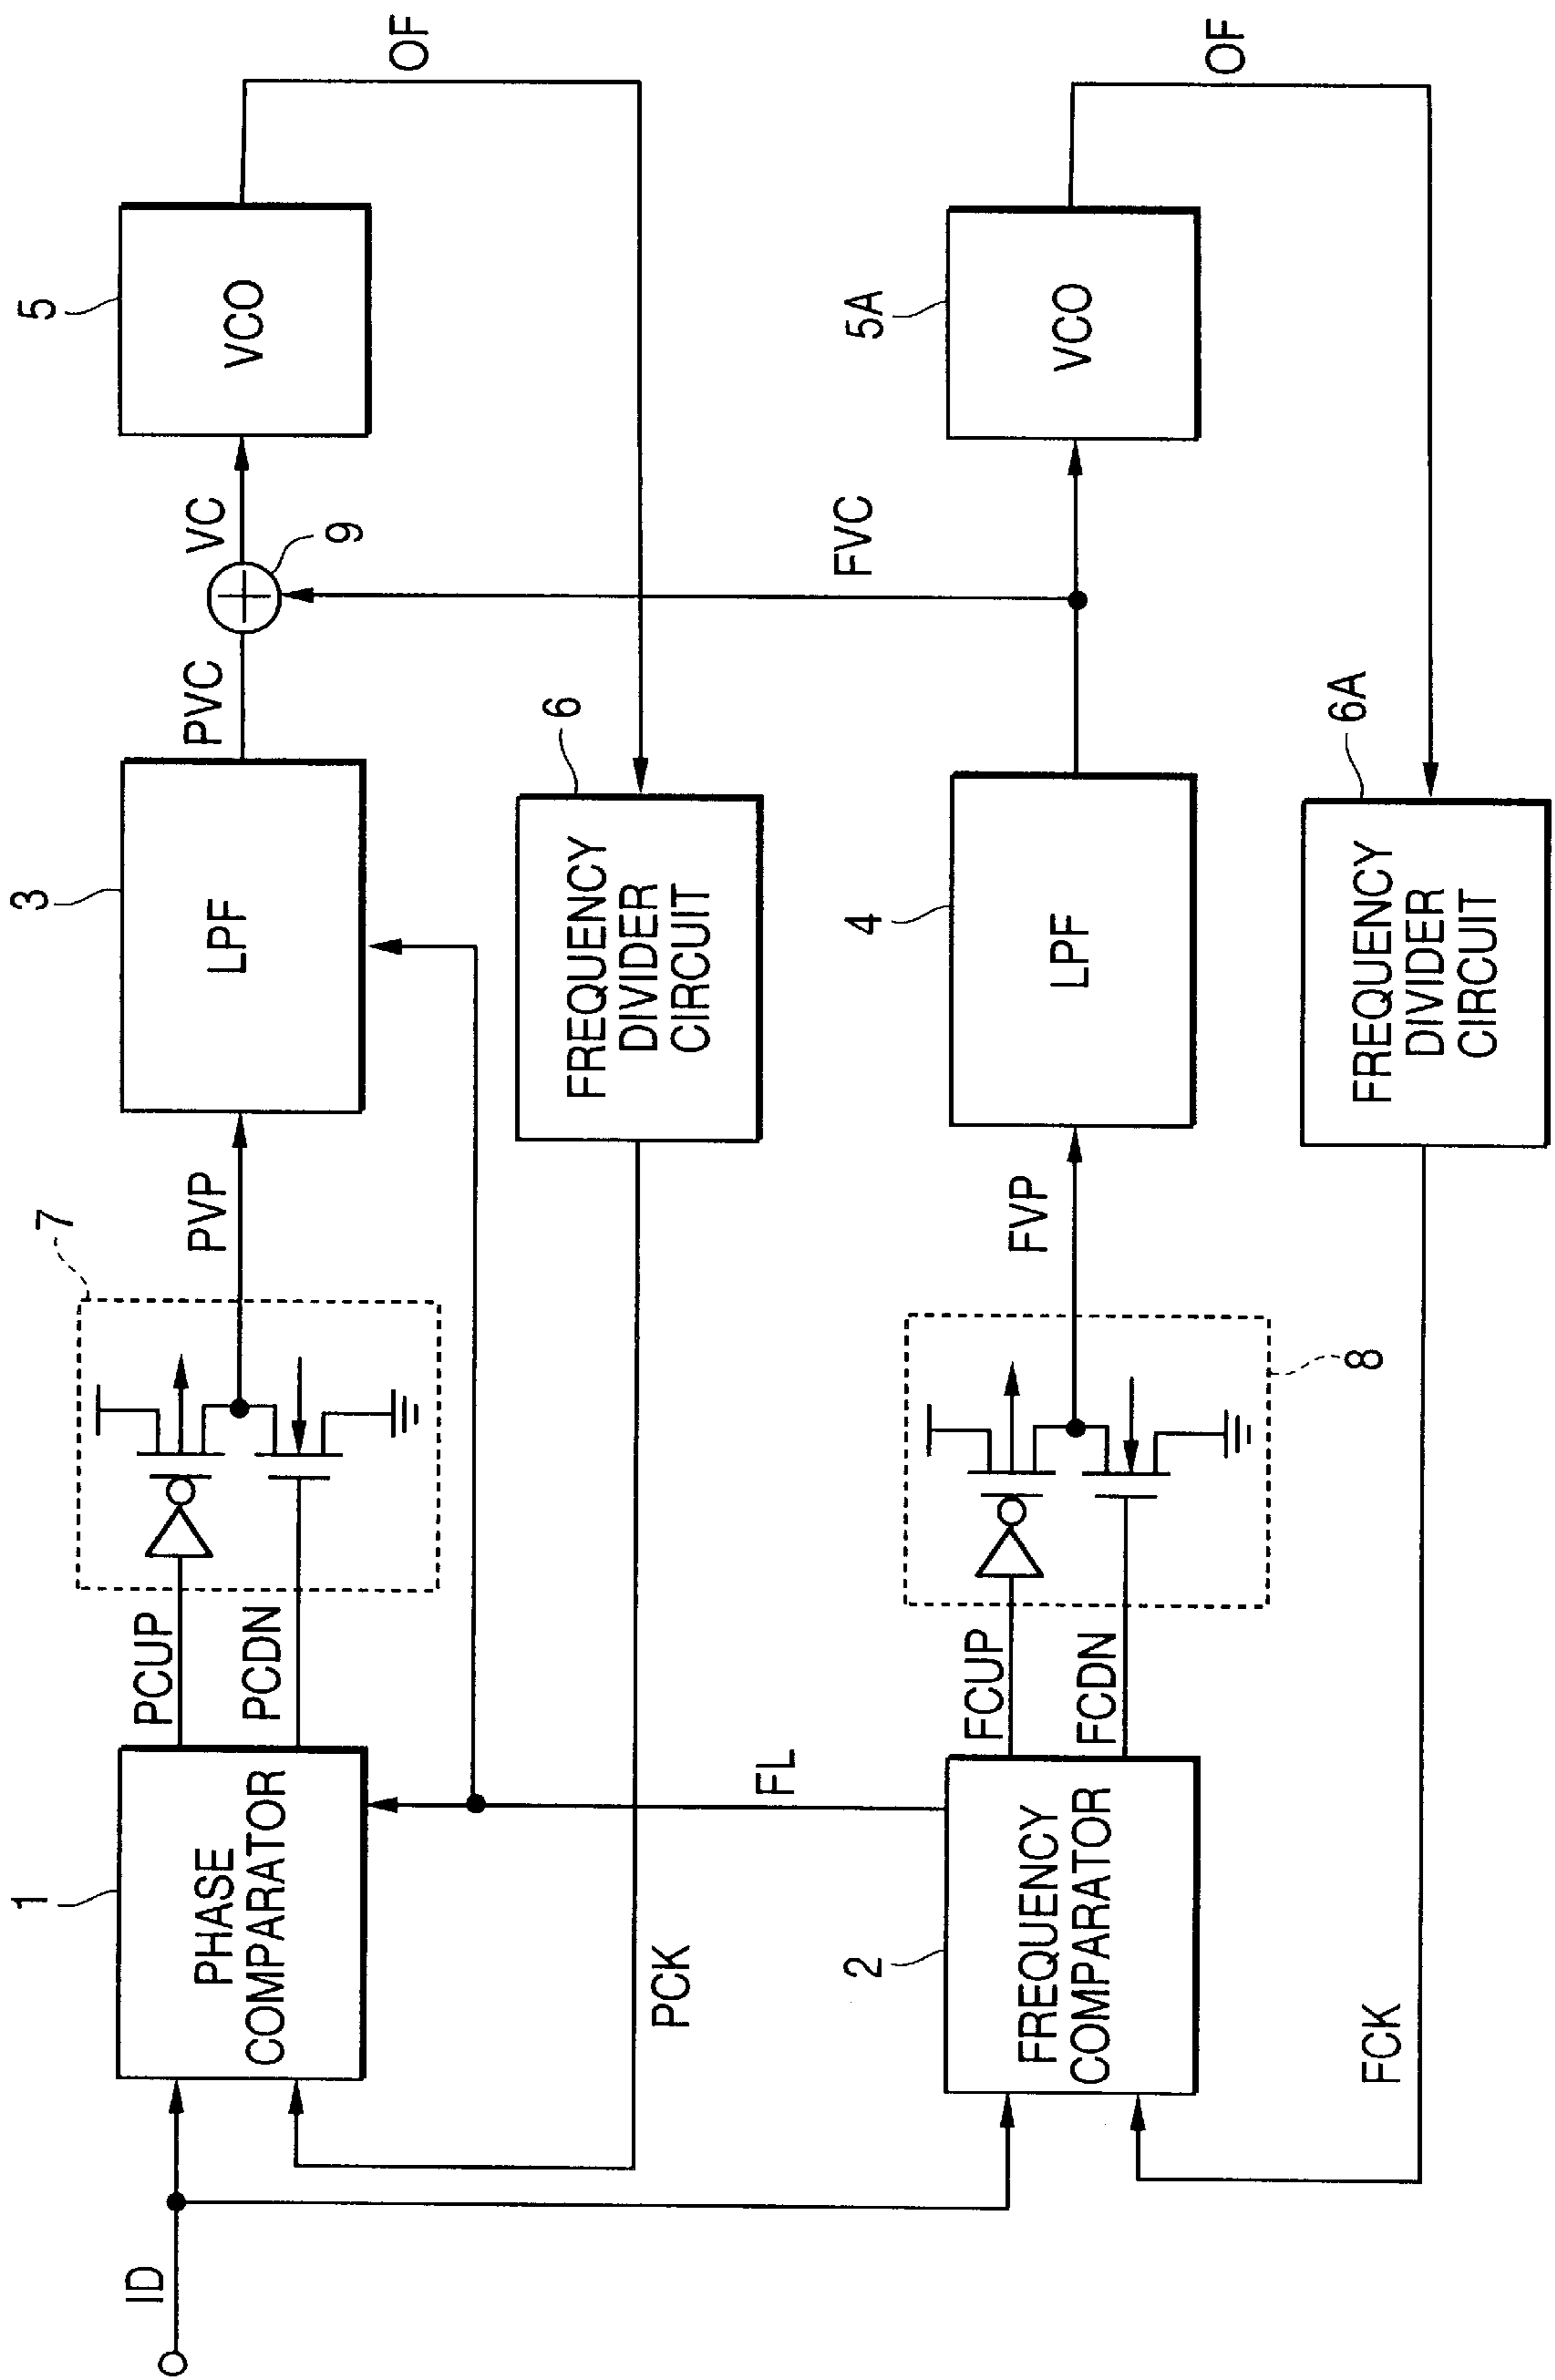 ID
1
PHASE
COMPARATOR
PCUP
PCDN
7
PVP
3
LPF
PVC
VC
9
5
VCO
OF
FL
PCK
6
FREQUENCY
DIVIDER
CIRCUIT
2
FREQUENCY
COMPARATOR
FCUP
FCDN
8
FVP
4
LPF
FVC
5A
VCO
OF
FCK
6A
FREQUENCY
DIVIDER
CIRCUIT